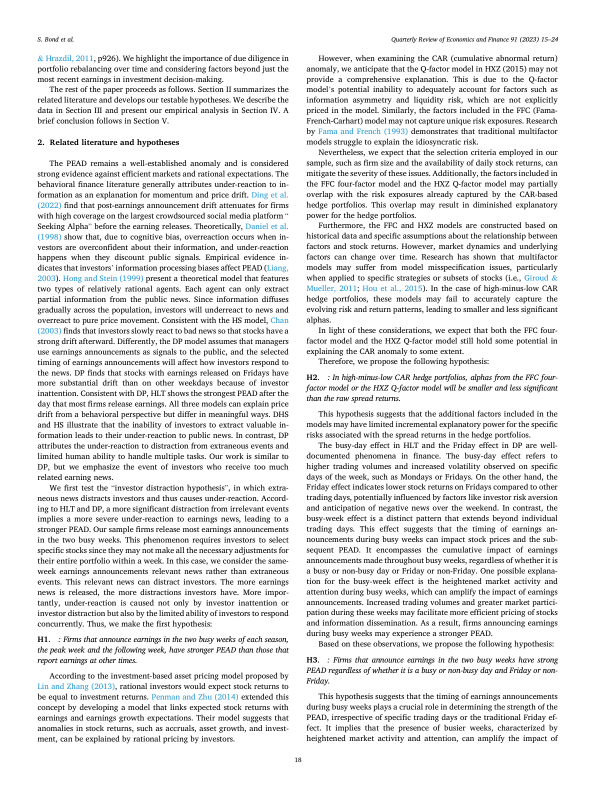 S. Bond et al.
Quarterly Review of Economics and Finance 91 (2023) 15–24
& Hrazdil, 2011, p926). We highlight the importance of due diligence in
portfolio rebalancing over time and considering factors beyond just the
most recent earnings in investment decision-making.
The rest of the paper proceeds as follows. Section II summarizes the
related literature and develops our testable hypotheses. We describe the
data in Section III and present our empirical analysis in Section IV. A
brief conclusion follows in Section V.
2. Related literature and hypotheses
The PEAD remains a well-established anomaly and is considered
strong evidence against efficient markets and rational expectations. The
behavioral finance literature generally attributes under-reaction to in-
formation as an explanation for momentum and price drift. Ding et al.
(2022) find that post-earnings announcement drift attenuates for firms
with high coverage on the largest crowdsourced social media platform "
Seeking Alpha" before the earning releases. Theoretically, Daniel et al.
(1998) show that, due to cognitive bias, overreaction occurs when in-
vestors are overconfident about their information, and under-reaction
happens when they discount public signals. Empirical evidence in-
dicates that investors' information processing biases affect PEAD (Liang,
2003). Hong and Stein (1999) present a theoretical model that features
two types of relatively rational agents. Each agent can only extract
partial information from the public news. Since information diffuses
gradually across the population, investors will underreact to news and
overreact to pure price movement. Consistent with the HS model, Chan
(2003) finds that investors slowly react to bad news so that stocks have a
strong drift afterward. Differently, the DP model assumes that managers
use earnings announcements as signals to the public, and the selected
timing of earnings announcements will affect how investors respond to
the news. DP finds that stocks with earnings released on Fridays have
more substantial drift than on other weekdays because of investor
inattention. Consistent with DP, HLT shows the strongest PEAD after the
day that most firms release earnings. All three models can explain price
drift from a behavioral perspective but differ in meaningful ways. DHS
and HS illustrate that the inability of investors to extract valuable in-
formation leads to their under-reaction to public news. In contrast, DP
attributes the under-reaction to distraction from extraneous events and
limited human ability to handle multiple tasks. Our work is similar to
DP, but we emphasize the event of investors who receive too much
related earning news.
We first test the "investor distraction hypothesis", in which extra-
neous news distracts investors and thus causes under-reaction. Accord-
ing to HLT and DP, a more significant distraction from irrelevant events
implies a more severe under-reaction to earnings news, leading to a
stronger PEAD. Our sample firms release most earnings announcements
in the two busy weeks. This phenomenon requires investors to select
specific stocks since they may not make all the necessary adjustments for
their entire portfolio within a week. In this case, we consider the same-
week earnings announcements relevant news rather than extraneous
events. This relevant news can distract investors. The more earnings
news is released, the more distractions investors have. More impor-
tantly, under-reaction is caused not only by investor inattention or
investor distraction but also by the limited ability of investors to respond
concurrently. Thus, we make the first hypothesis:
H1. : Firms that announce earnings in the two busy weeks of each season,
the peak week and the following week, have stronger PEAD than those that
report earnings at other times.
According to the investment-based asset pricing model proposed by
Lin and Zhang (2013), rational investors would expect stock returns to
be equal to investment returns. Penman and Zhu (2014) extended this
concept by developing a model that links expected stock returns with
earnings and earnings growth expectations. Their model suggests that
anomalies in stock returns, such as accruals, asset growth, and invest-
ment, can be explained by rational pricing by investors.
However, when examining the CAR (cumulative abnormal return)
anomaly, we anticipate that the Q-factor model in HXZ (2015) may not
provide a comprehensive explanation. This is due to the Q-factor
model's potential inability to adequately account for factors such as
information asymmetry and liquidity risk, which are not explicitly
priced in the model. Similarly, the factors included in the FFC (Fama-
French-Carhart) model may not capture unique risk exposures. Research
by Fama and French (1993) demonstrates that traditional multifactor
models struggle to explain the idiosyncratic risk.
Nevertheless, we expect that the selection criteria employed in our
sample, such as firm size and the availability of daily stock returns, can
mitigate the severity of these issues. Additionally, the factors included in
the FFC four-factor model and the HXZ Q-factor model may partially
overlap with the risk exposures already captured by the CAR-based
hedge portfolios. This overlap may result in diminished explanatory
power for the hedge portfolios.
Furthermore, the FFC and HXZ models are constructed based on
historical data and specific assumptions about the relationship between
factors and stock returns. However, market dynamics and underlying
factors can change over time. Research has shown that multifactor
models may suffer from model misspecification issues, particularly
when applied to specific strategies or subsets of stocks (i.e., Giroud &
Mueller, 2011; Hou et al., 2015). In the case of high-minus-low CAR
hedge portfolios, these models may fail to accurately capture the
evolving risk and return patterns, leading to smaller and less significant
alphas.
In light of these considerations, we expect that both the FFC four-
factor model and the HXZ Q-factor model still hold some potential in
explaining the CAR anomaly to some extent.
Therefore, we propose the following hypothesis:
H2. : In high-minus-low CAR hedge portfolios, alphas from the FFC four-
factor model or the HXZ Q-factor model will be smaller and less significant
than the raw spread returns.
This hypothesis suggests that the additional factors included in the
models may have limited incremental explanatory power for the specific
risks associated with the spread returns in the hedge portfolios.
The busy-day effect in HLT and the Friday effect in DP are well-
documented phenomena in finance. The busy-day effect refers to
higher trading volumes and increased volatility observed on specific
days of the week, such as Mondays or Fridays. On the other hand, the
Friday effect indicates lower stock returns on Fridays compared to other
trading days, potentially influenced by factors like investor risk aversion
and anticipation of negative news over the weekend. In contrast, the
busy-week effect is a distinct pattern that extends beyond individual
trading days. This effect suggests that the timing of earnings an-
nouncements during busy weeks can impact stock prices and the sub-
sequent PEAD. It encompasses the cumulative impact of earnings
announcements made throughout busy weeks, regardless of whether it is
a busy or non-busy day or Friday or non-Friday. One possible explana-
tion for the busy-week effect is the heightened market activity and
attention during busy weeks, which can amplify the impact of earnings
announcements. Increased trading volumes and greater market partici-
pation during these weeks may facilitate more efficient pricing of stocks
and information dissemination. As a result, firms announcing earnings
during busy weeks may experience a stronger PEAD.
Based on these observations, we propose the following hypothesis:
H3. : Firms that announce earnings in the two busy weeks have strong
PEAD regardless of whether it is a busy or non-busy day and Friday or non-
Friday.
This hypothesis suggests that the timing of earnings announcements
during busy weeks plays a crucial role in determining the strength of the
PEAD, irrespective of specific trading days or the traditional Friday ef-
fect. It implies that the presence of busier weeks, characterized by
heightened market activity and attention, can amplify the impact of
18